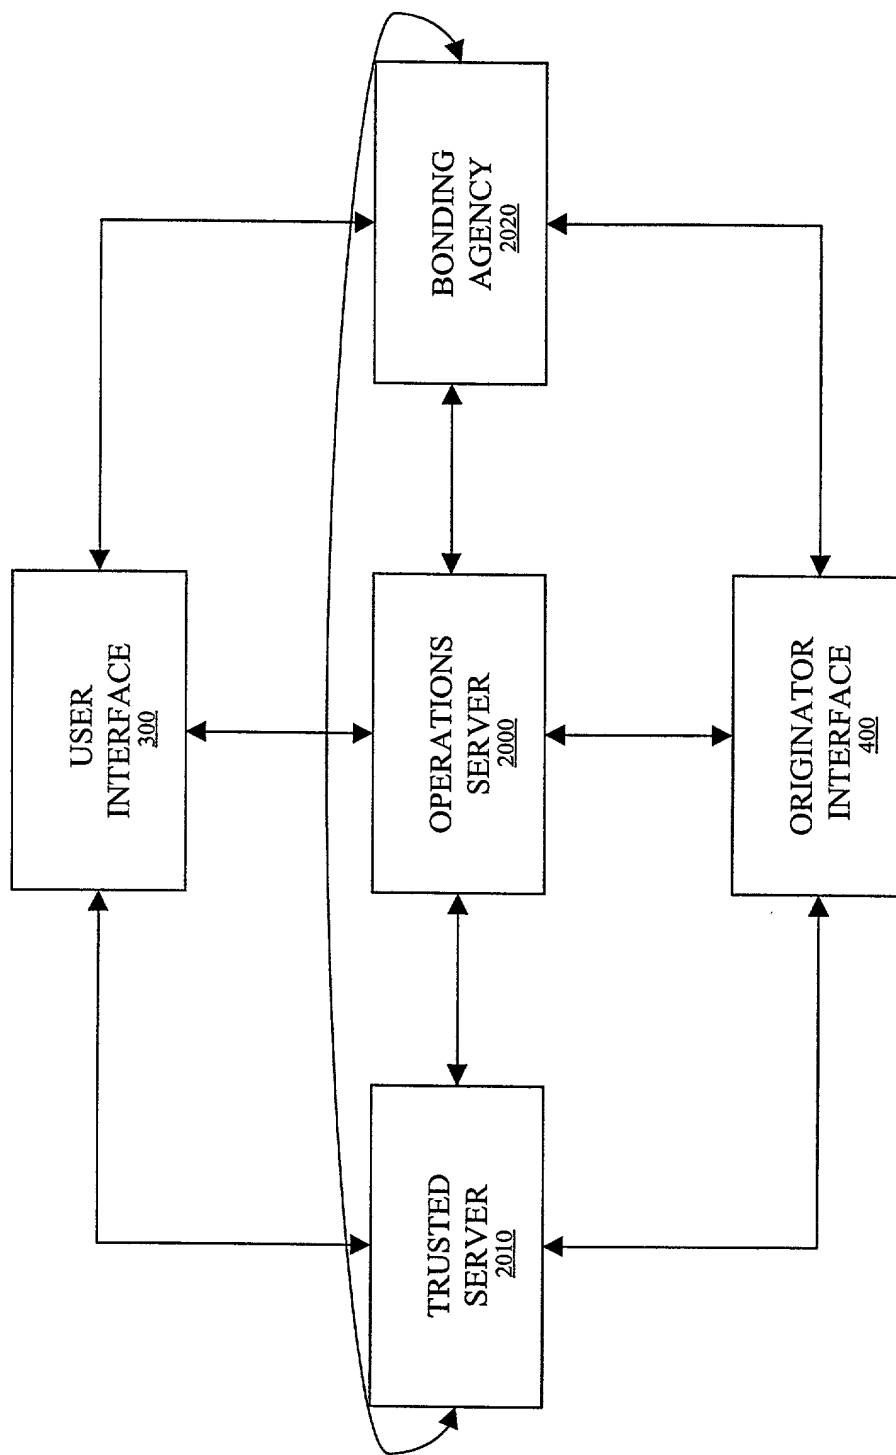 USER
INTERFACE
300
TRUSTED
SERVER
2010
OPERATIONS
SERVER
2000
BONDING
AGENCY
2020
ORIGINATOR
INTERFACE
400